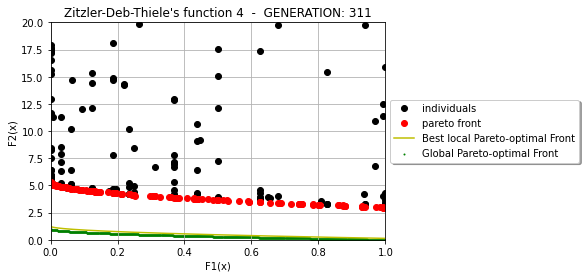 Zitzler-Deb-Thiele's function 4 - GENERATION: 311
20.0
17.5
15.0
12.5
10.0
7.5
5.0
2.5
0.0
F2(x)
0.0 0.2 0.4 0.6 0.8 1.0
F1(x)
individuals
pareto front
Best local Pareto-optimal Front
Global Pareto-optimal Front